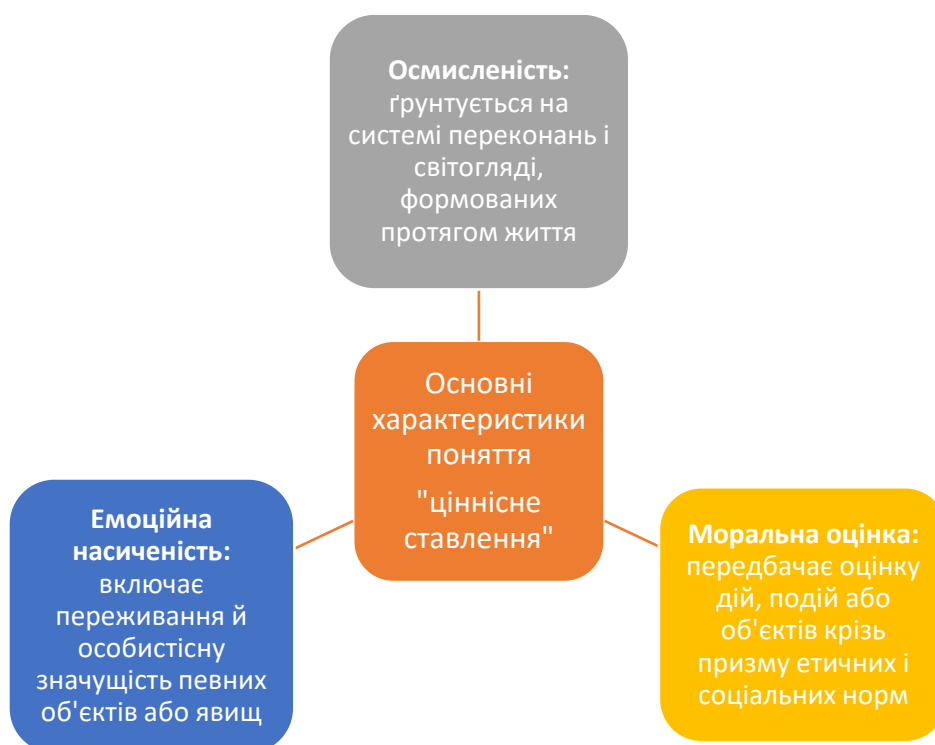 Осмисленість:
ґрунтується на
системі переконань і
світогляді,
формованих
протягом життя
Основні
характеристики
поняття
"ціннісне
ставлення"
Емоційна
насиченість:
включає
переживання й
особистісну
значущість певних
об'єктів або явищ
Моральна оцінка:
передбачає оцінку
дій, подій або
об'єктів крізь
призму етичних і
соціальних норм